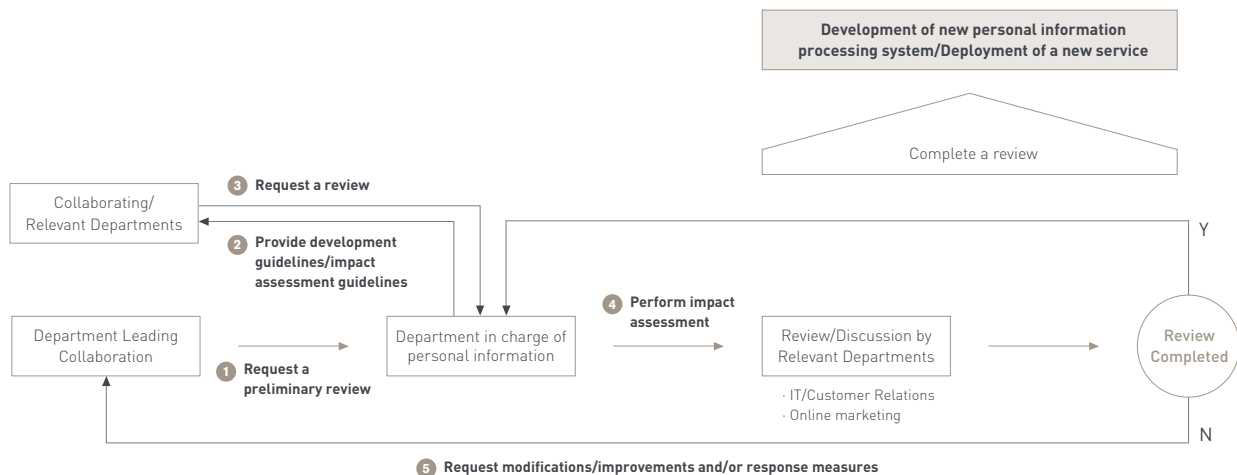 Development of new personal information
processing system/Deployment of a new service
Complete a review
3 Request a review
Collaborating/
Relevant Departments
2 Provide development
guidelines/impact
assessment guidelines
Y
Department Leading
Collaboration
1 Request a
preliminary review
Department in charge of
personal information
4 Perform impact
assessment
Review/Discussion by
Relevant Departments
· IT/Customer Relations
· Online marketing
Review
Completed
N
5 Request modifications/improvements and/or response measures